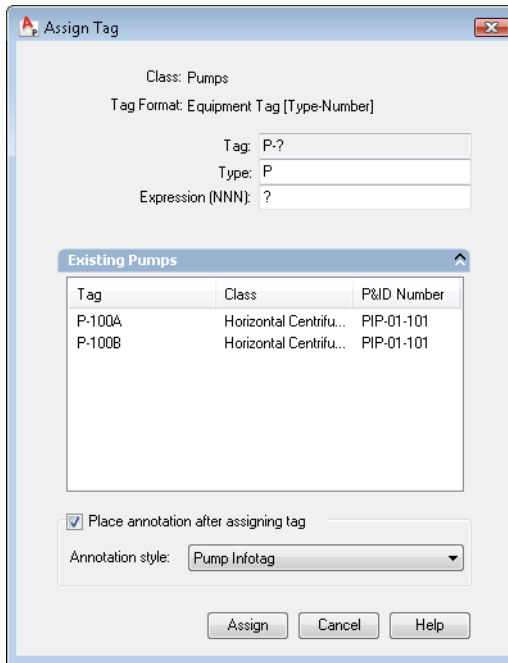 Assign Tag
Class: Pumps
Tag Format: Equipment Tag [Type-Number]
Tag: P-?
Type: P
Expression (NNN): ?
Existing Pumps
Tag Class P&ID Number
P-100A Horizontal Centrifu... PIP-01-101
P-100B Horizontal Centrifu... PIP-01-101
Place annotation after assigning tag
Annotation style: Pump Infotag
Assign Cancel Help